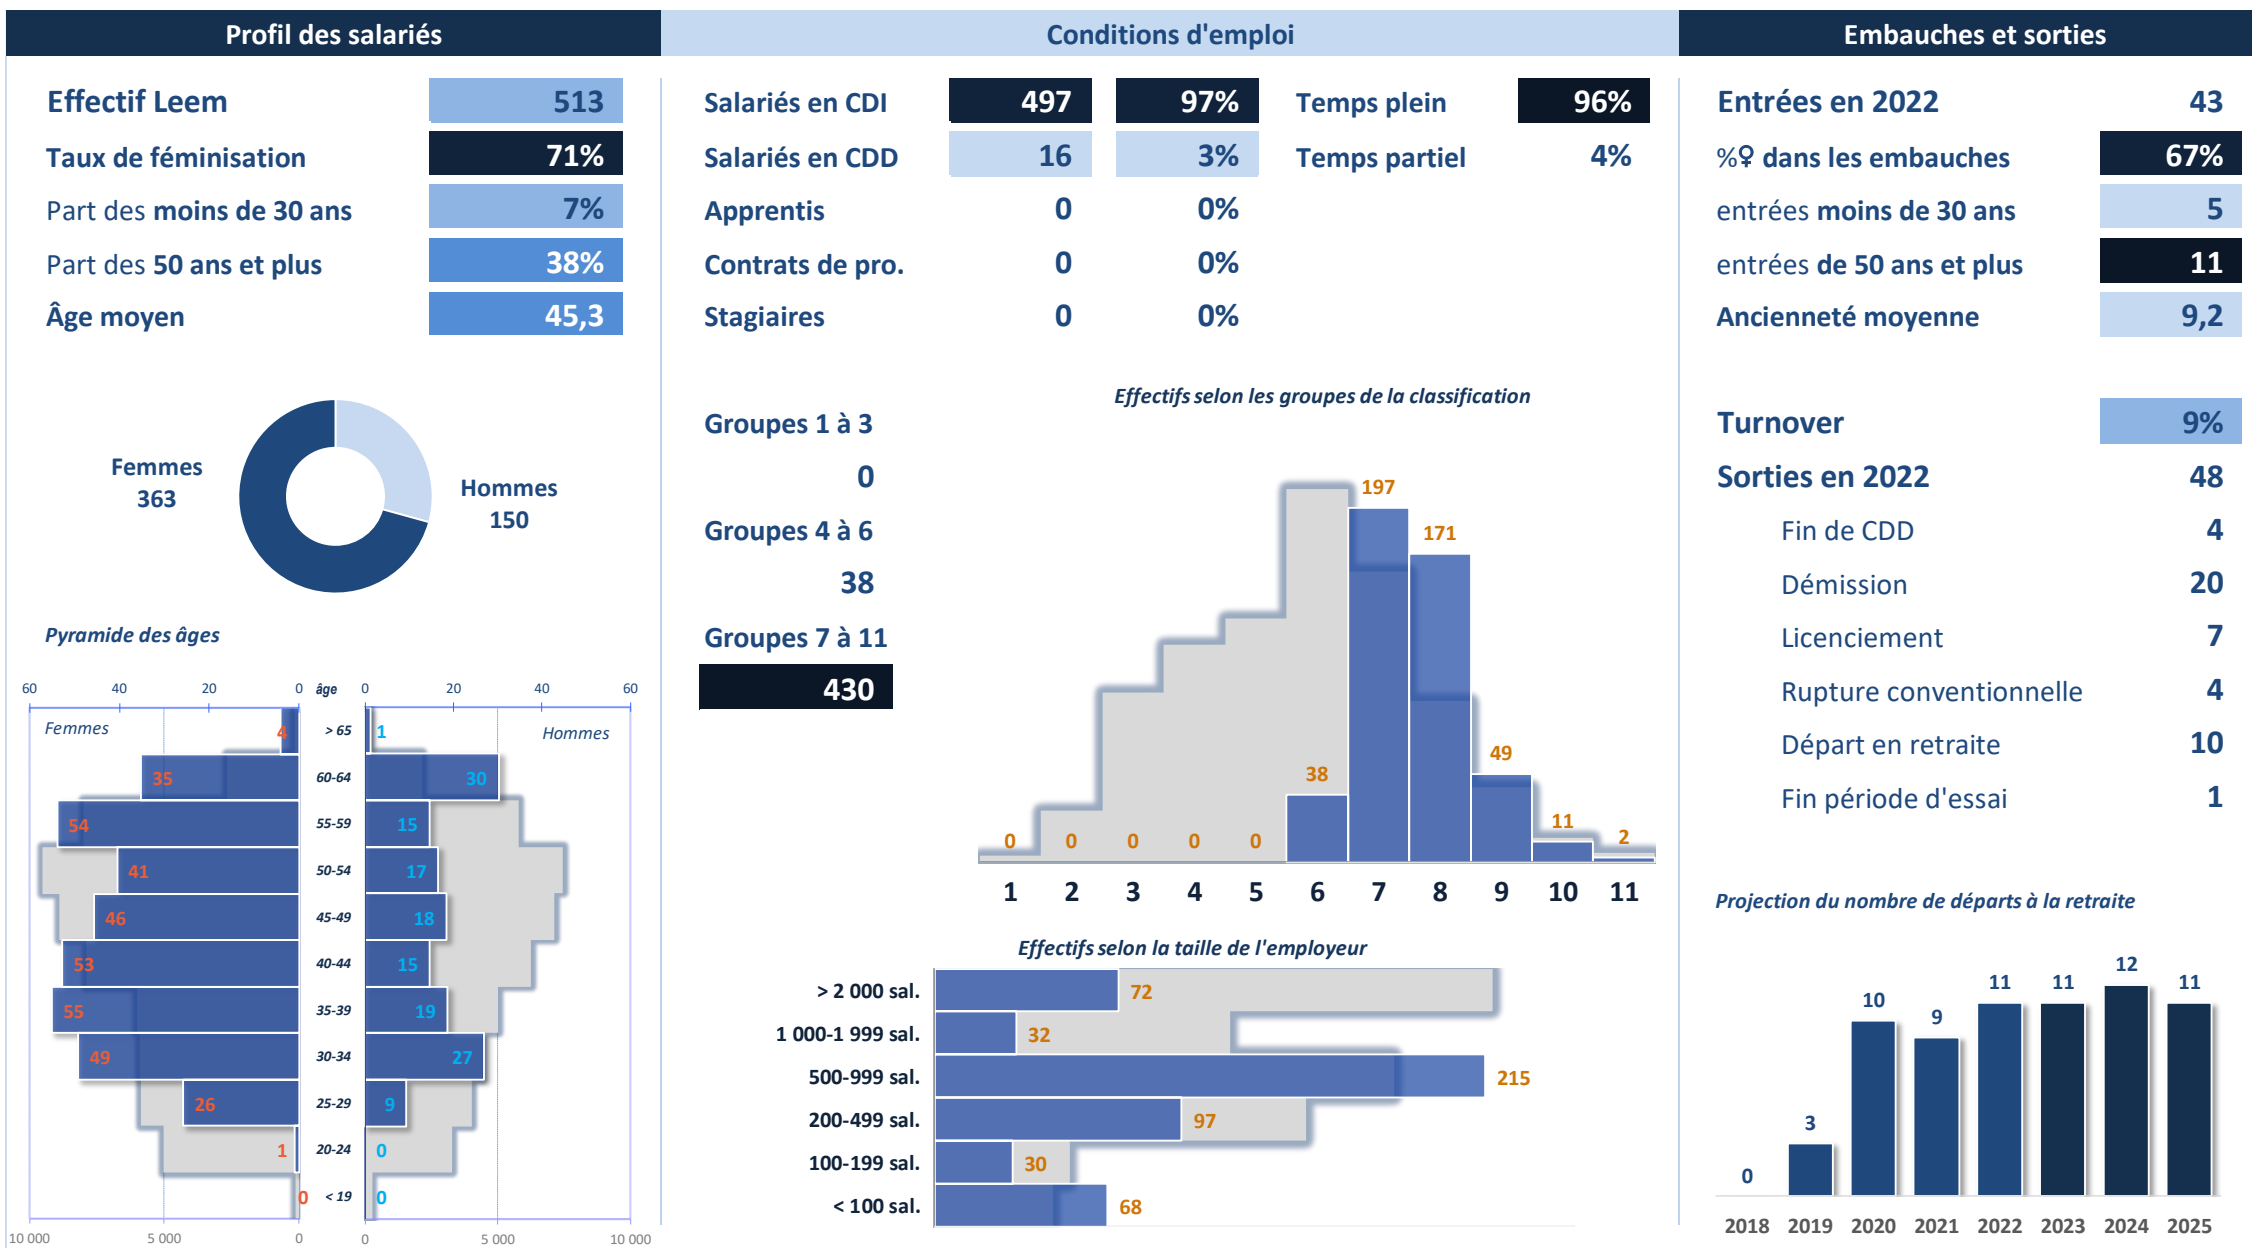 Profil des salariés
Effectif Leem 513
Taux de féminisation 71%
Part des moins de 30 ans 7%
Part des 50 ans et plus 38%
Âge moyen 45,3
Femmes
363
Hommes
150
Pyramide des âges
60 40 20 0 âge 0 20 40 60
Femmes Hommes
4 > 65 1
35 60-64 30
54 55-59 15
41 50-54 17
46 45-49 18
53 40-44 15
55 35-39 19
49 30-34 27
26 25-29 9
1 20-24 0
0 < 19 0
10 000 5 000 0 0 5 000 10 000
Conditions d'emploi
Salariés en CDI 497 97% Temps plein 96%
Salariés en CDD 16 3% Temps partiel 4%
Apprentis 0 0%
Contrats de pro. 0 0%
Stagiaires 0 0%
Groupes 1 à 3
0
Groupes 4 à 6
38
Groupes 7 à 11
430
Effectifs selon les groupes de la classification
0 0 0 0 0 38 197 171 49 11 2
1 2 3 4 5 6 7 8 9 10 11
Effectifs selon la taille de l'employeur
> 2 000 sal. 72
1 000-1 999 sal. 32
500-999 sal. 215
200-499 sal. 97
100-199 sal. 30
< 100 sal. 68
Embauches et sorties
Entrées en 2022 43
%♀ dans les embauches 67%
entrées moins de 30 ans 5
entrées de 50 ans et plus 11
Ancienneté moyenne 9,2
Turnover 9%
Sorties en 2022 48
Fin de CDD 4
Démission 20
Licenciement 7
Rupture conventionnelle 4
Départ en retraite 10
Fin période d'essai 1
Projection du nombre de départs à la retraite
0 3 10 9 11 11 12 11
2018 2019 2020 2021 2022 2023 2024 2025